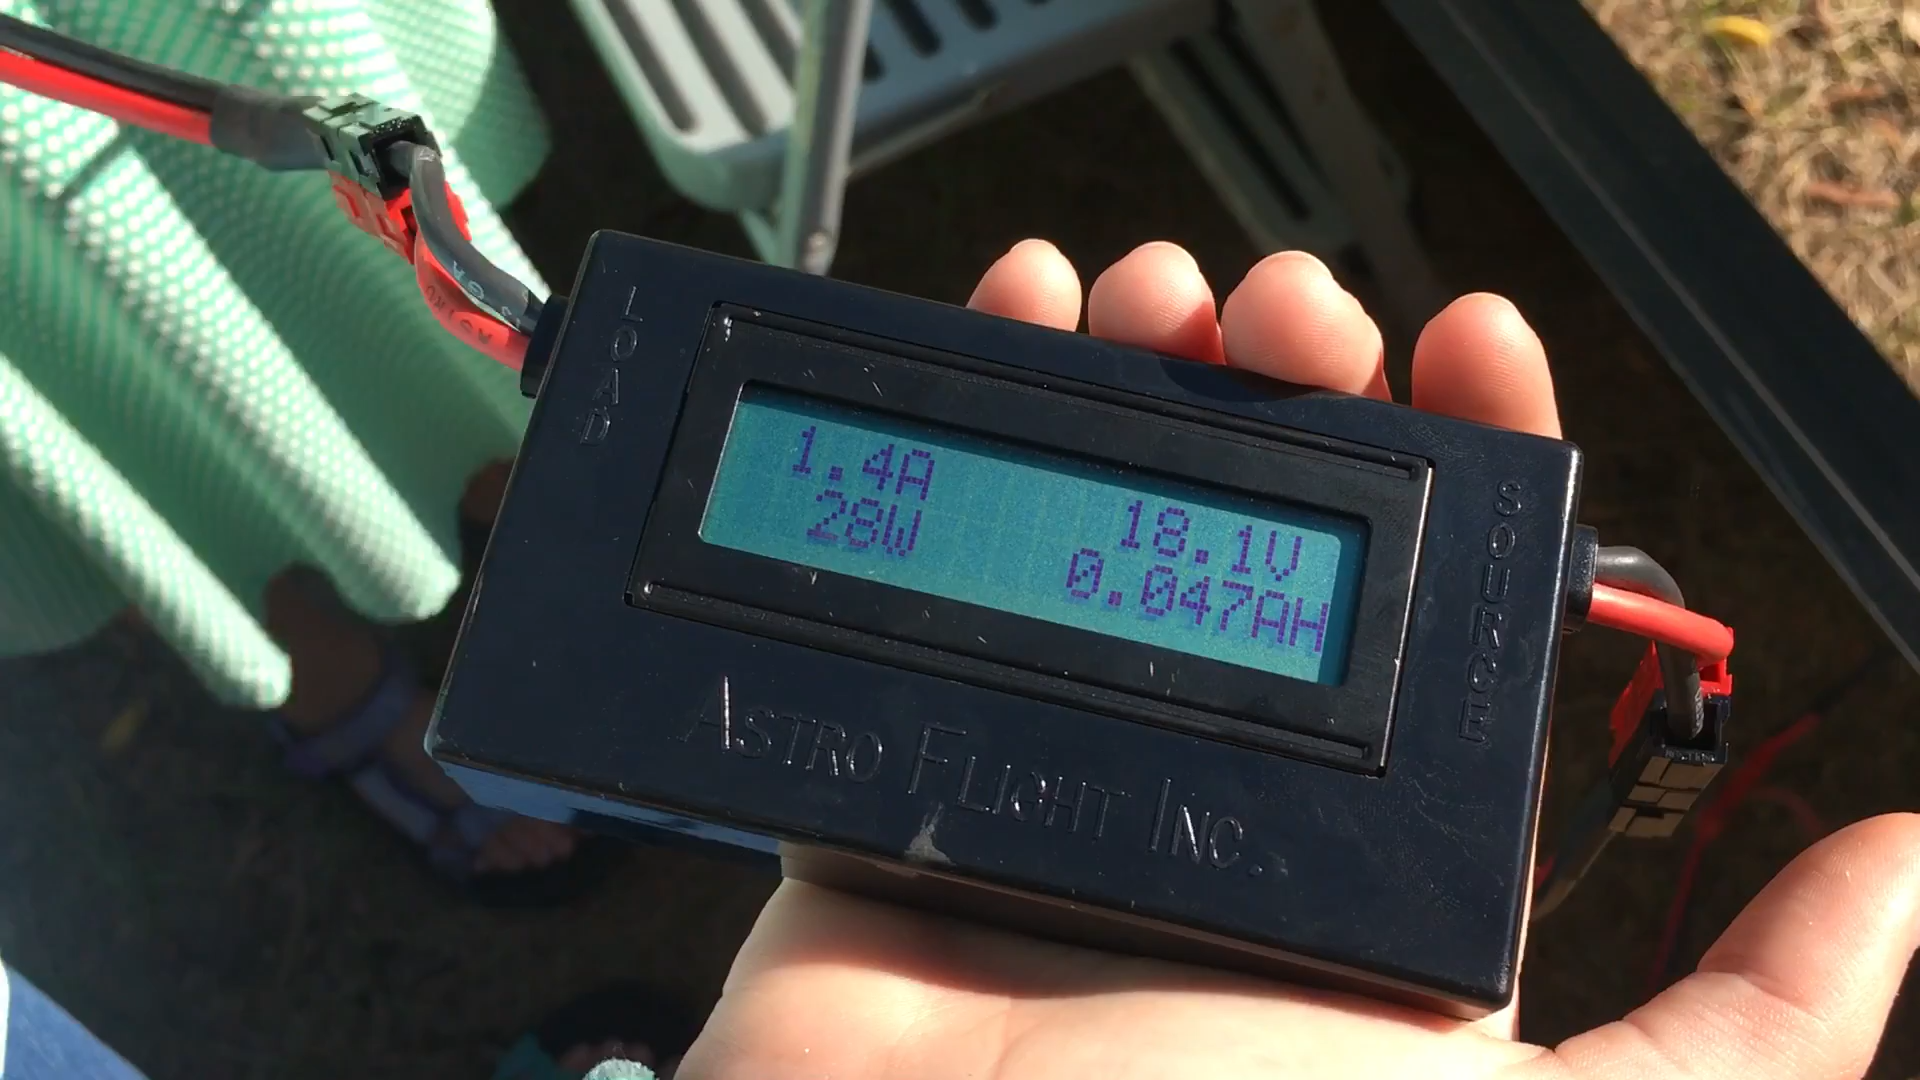 LOAD
1.4A 18.1V
28W 0.047AH
SOURCE
ASTRO FLIGHT INC.